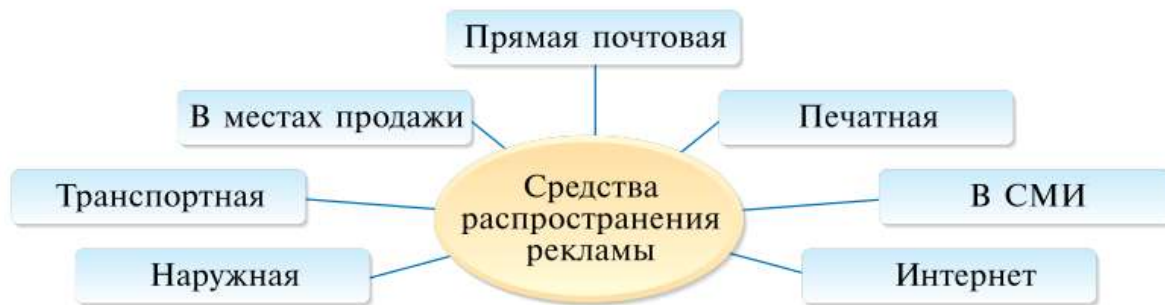 Прямая почтовая
В местах продажи
Печатная
Транспортная
Средства
распространения
рекламы
В СМИ
Наружная
Интернет